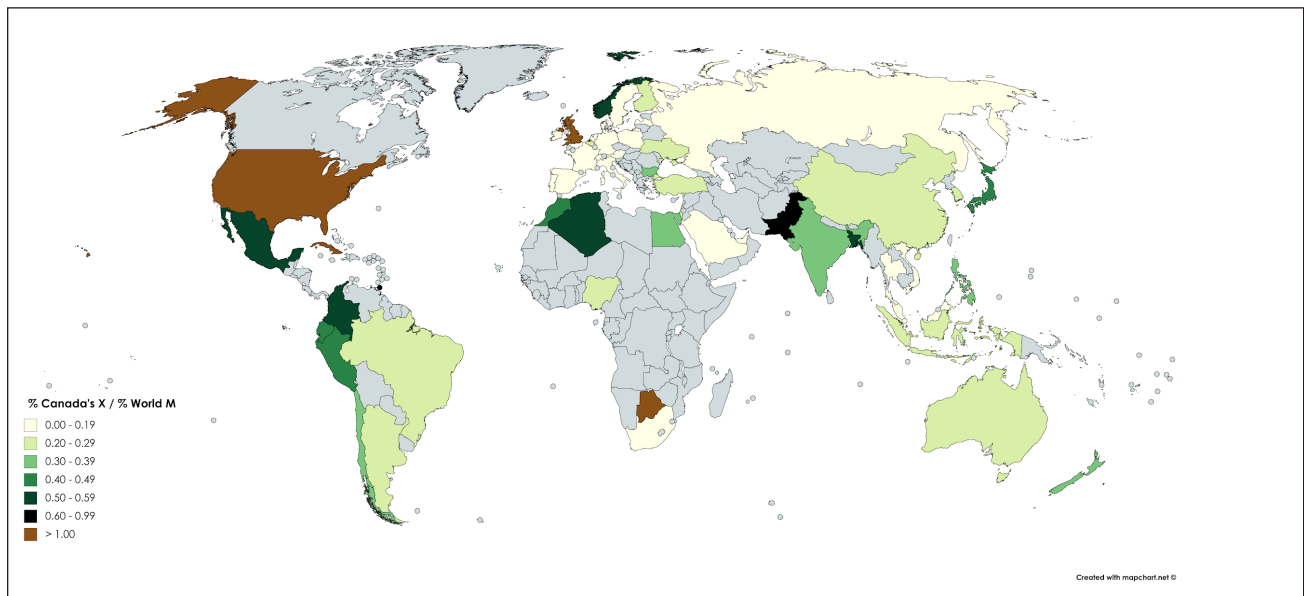 % Canada's X / % World M
0.00 - 0.19
0.20 - 0.29
0.30 - 0.39
0.40 - 0.49
0.50 - 0.59
0.60 - 0.99
> 1.00
Created with mapchart.net ©